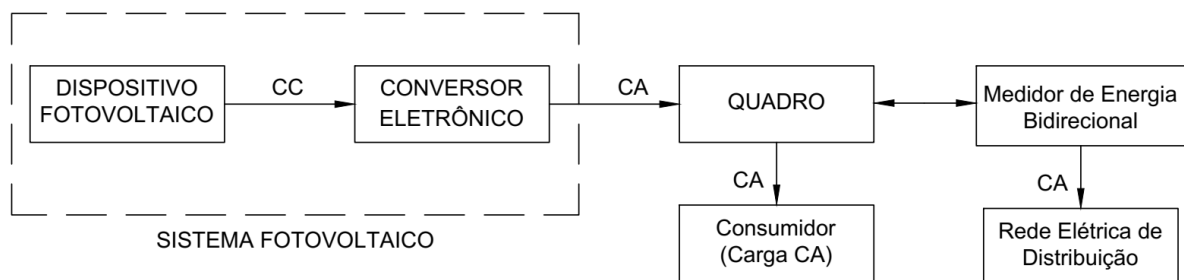 DISPOSITIVO
FOTOVOLTAICO
CC
CONVERSOR
ELETRÔNICO
CA
QUADRO
Medidor de Energia
Bidirecional
CA
CA
Consumidor
(Carga CA)
Rede Elétrica de
Distribuição
SISTEMA FOTOVOLTAICO